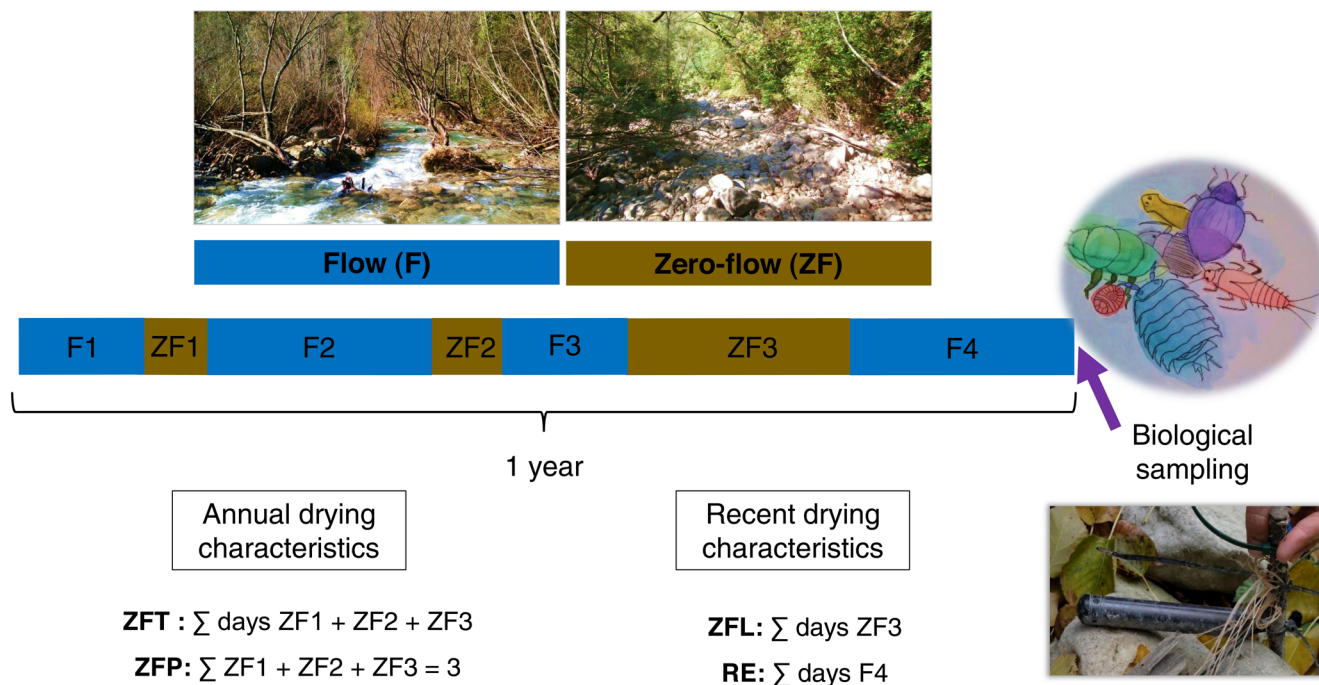 Flow (F)
Zero-flow (ZF)
F1
ZF1
F2
ZF2
F3
ZF3
F4
1 year
Biological
sampling
Annual drying
characteristics
Recent drying
characteristics
ZFT : ∑ days ZF1 + ZF2 + ZF3
ZFP: ∑ ZF1 + ZF2 + ZF3 = 3
ZFL: ∑ days ZF3
RE: ∑ days F4